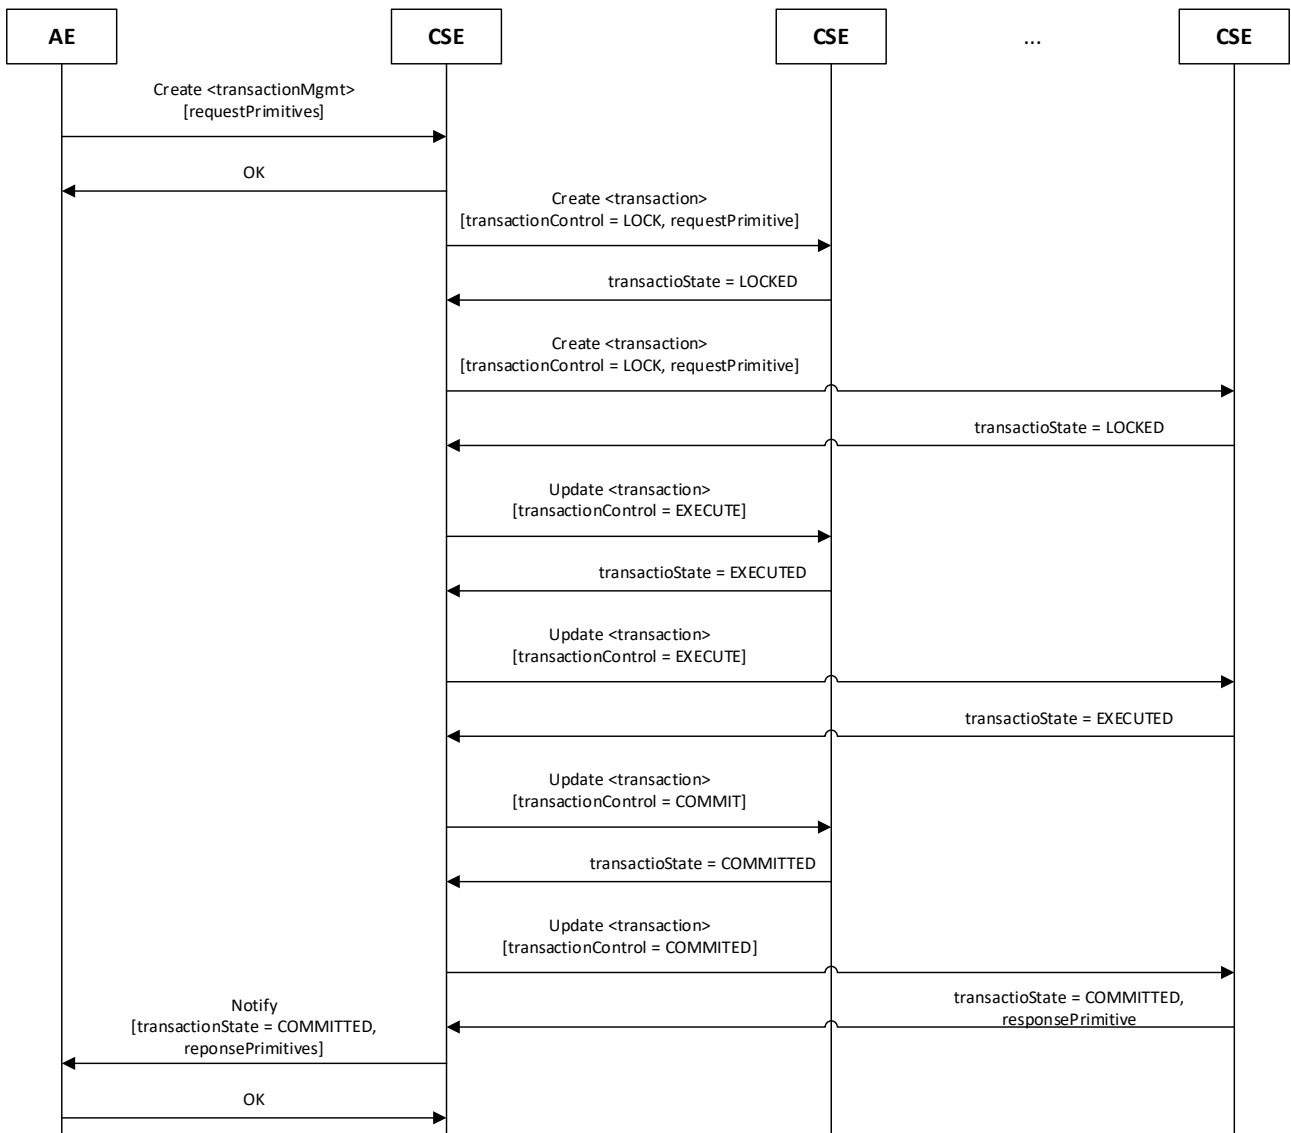 AE
CSE
CSE
...
CSE
Create <transactionMgmt>
[requestPrimitives]
OK
Create <transaction>
[transactionControl = LOCK, requestPrimitive]
transactioState = LOCKED
Create <transaction>
[transactionControl = LOCK, requestPrimitive]
transactioState = LOCKED
Update <transaction>
[transactionControl = EXECUTE]
transactioState = EXECUTED
Update <transaction>
[transactionControl = EXECUTE]
transactioState = EXECUTED
Update <transaction>
[transactionControl = COMMIT]
transactioState = COMMITTED
Update <transaction>
[transactionControl = COMMITED]
transactioState = COMMITTED,
responsePrimitive
Notify
[transactionState = COMMITTED,
reponsePrimitives]
OK